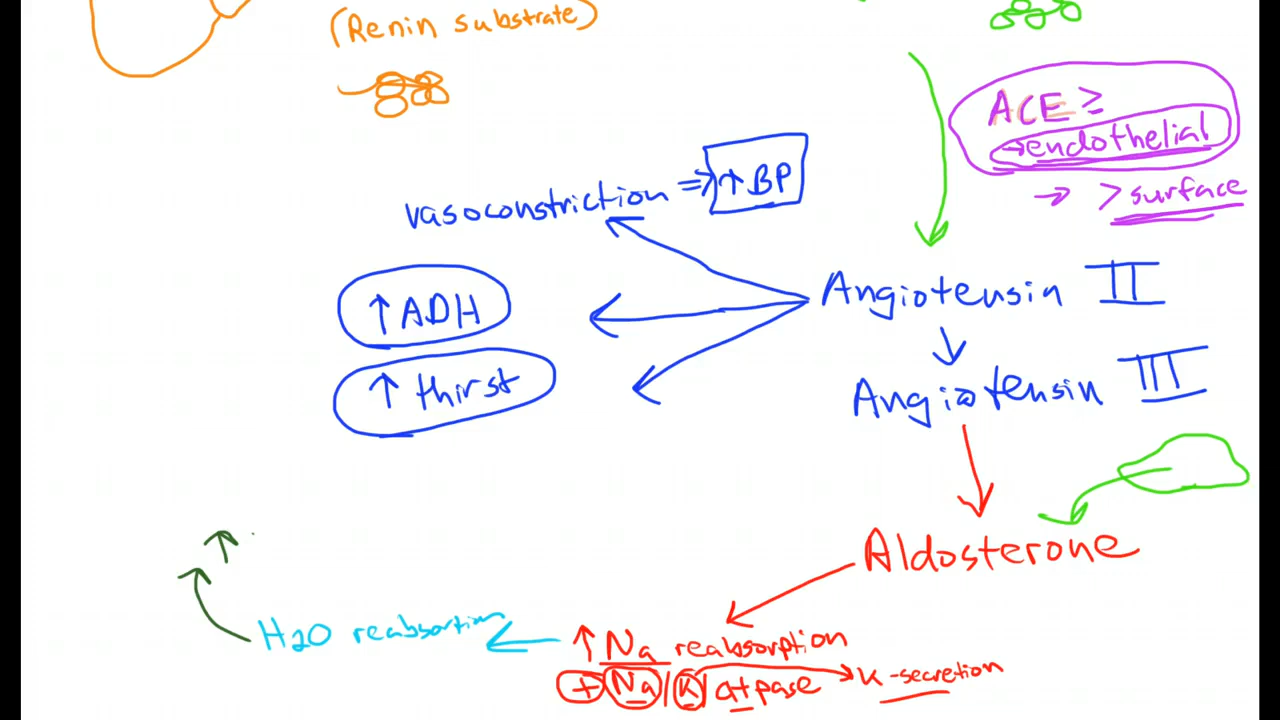 (Renin substrate)
ACE ≥
→endothelial
→ > surface
vasoconstriction ⇒ ↑ BP
Angiotensin II
↑ ADH
↑ thirst
Angiotensin III
Aldosterone
H2O reabsortion
↑ Na reabsorption
+ Na/K/atpase → K-secretion